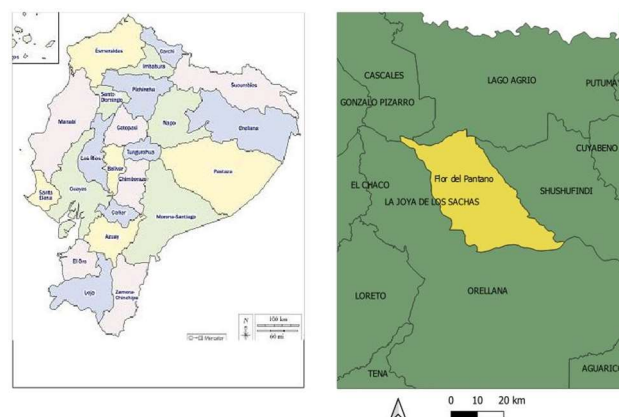 Esmeraldas
Carchi
Imbabura
Sucumbíos
Santo
Domingo
Pichincha
Manabí
Cotopaxi
Napo
Orellana
Los Ríos
Tungurahua
Pastaza
Bolívar
Chimborazo
Santa
Elena
Guayas
Morona-Santiago
Cañar
Azuay
El Oro
Loja
Zamora-
Chinchipe
N
100 km
60 mi
Mercator
CASCALES
LAGO AGRIO
PUTUMAY
GONZALO PIZARRO
CUYABENO
Flor del Pantano
EL CHACO
SHUSHUFINDI
LA JOYA DE LOS SACHAS
LORETO
ORELLANA
TENA
AGUARICO
0 10 20 km